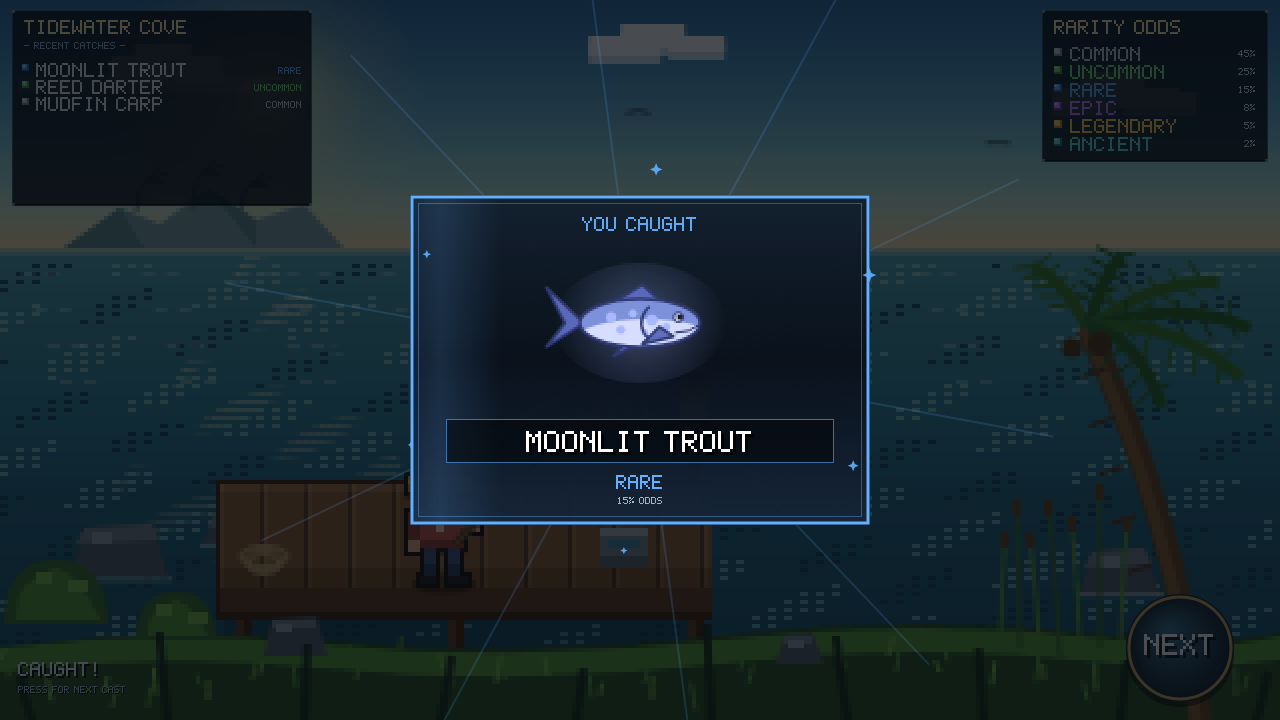 TIDEWATER COVE
~ RECENT CATCHES ~
MOONLIT TROUT RARE
REED DARTER UNCOMMON
MUDFIN CARP COMMON
RARITY ODDS
COMMON 45%
UNCOMMON 25%
RARE 15%
EPIC 8%
LEGENDARY 5%
ANCIENT 2%
YOU CAUGHT
MOONLIT TROUT
RARE
15% ODDS
CAUGHT!
PRESS FOR NEXT CAST
NEXT